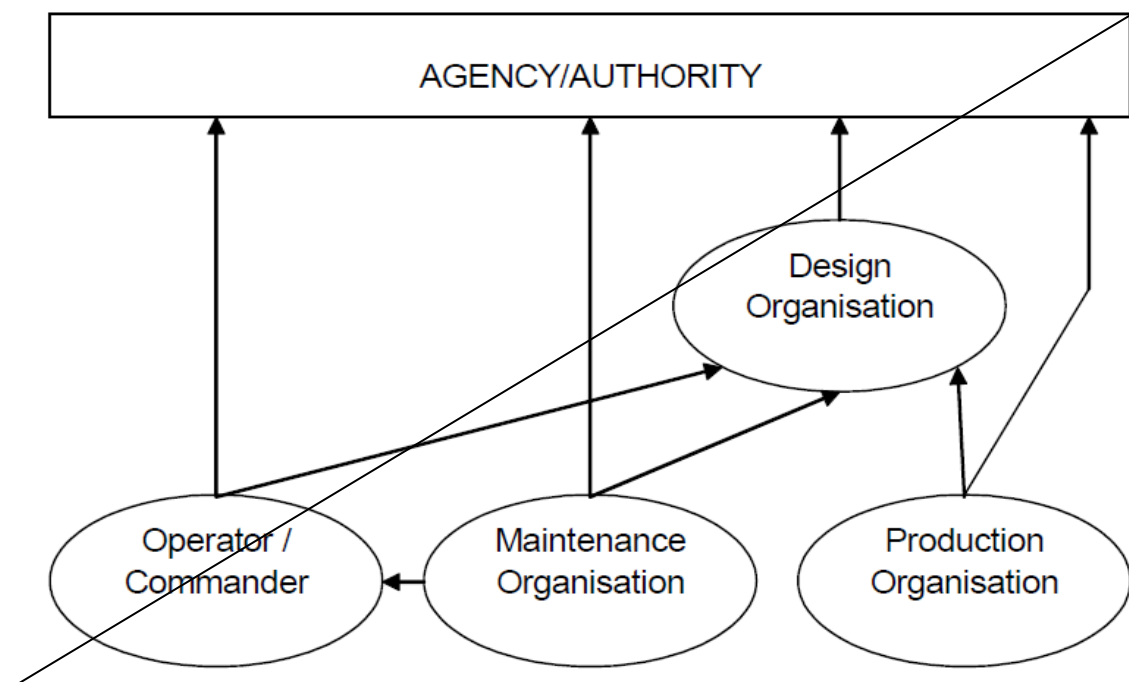 AGENCY/AUTHORITY
Design
Organisation
Operator /
Commander
Maintenance
Organisation
Production
Organisation